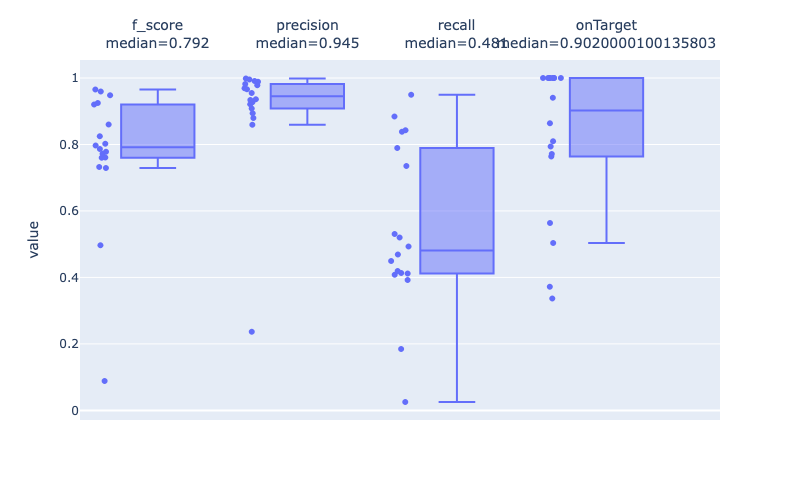 f_score
median=0.792
precision
median=0.945
recall
median=0.481
onTarget
median=0.9020000100135803
value
1
0.8
0.6
0.4
0.2
0